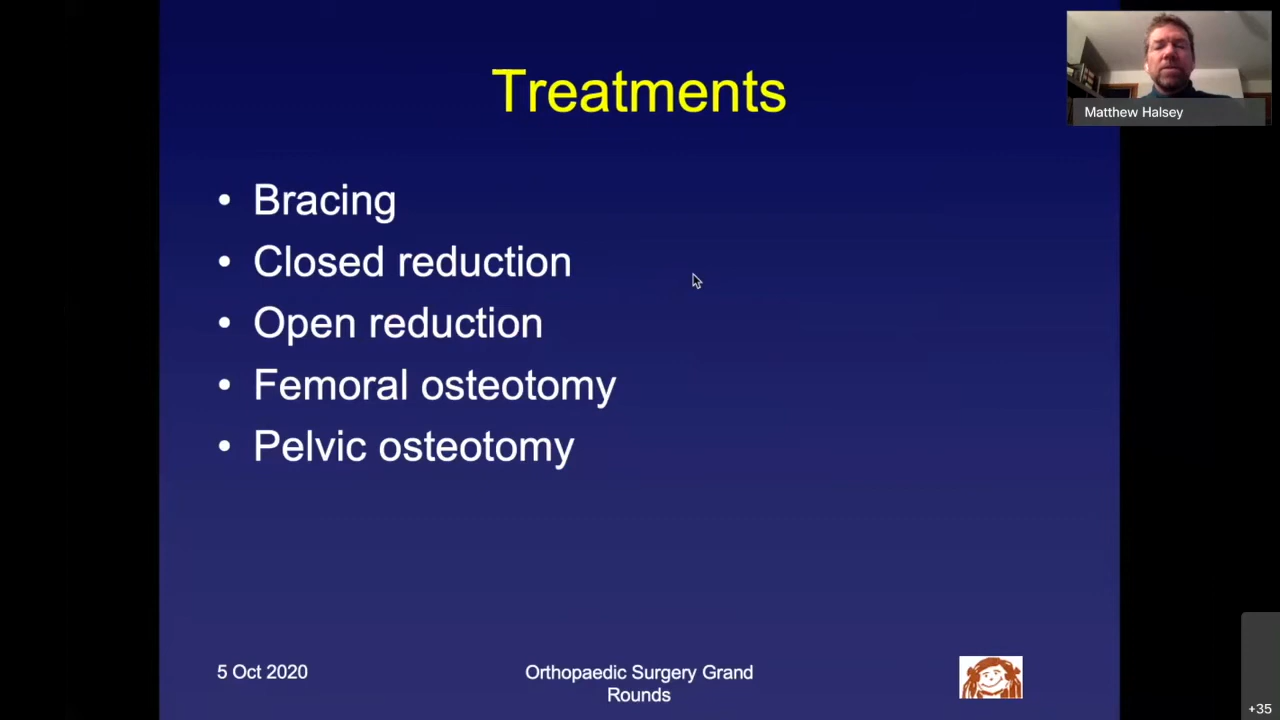 Treatments
Matthew Halsey
• Bracing
• Closed reduction
• Open reduction
• Femoral osteotomy
• Pelvic osteotomy
5 Oct 2020
Orthopaedic Surgery Grand
Rounds
+35